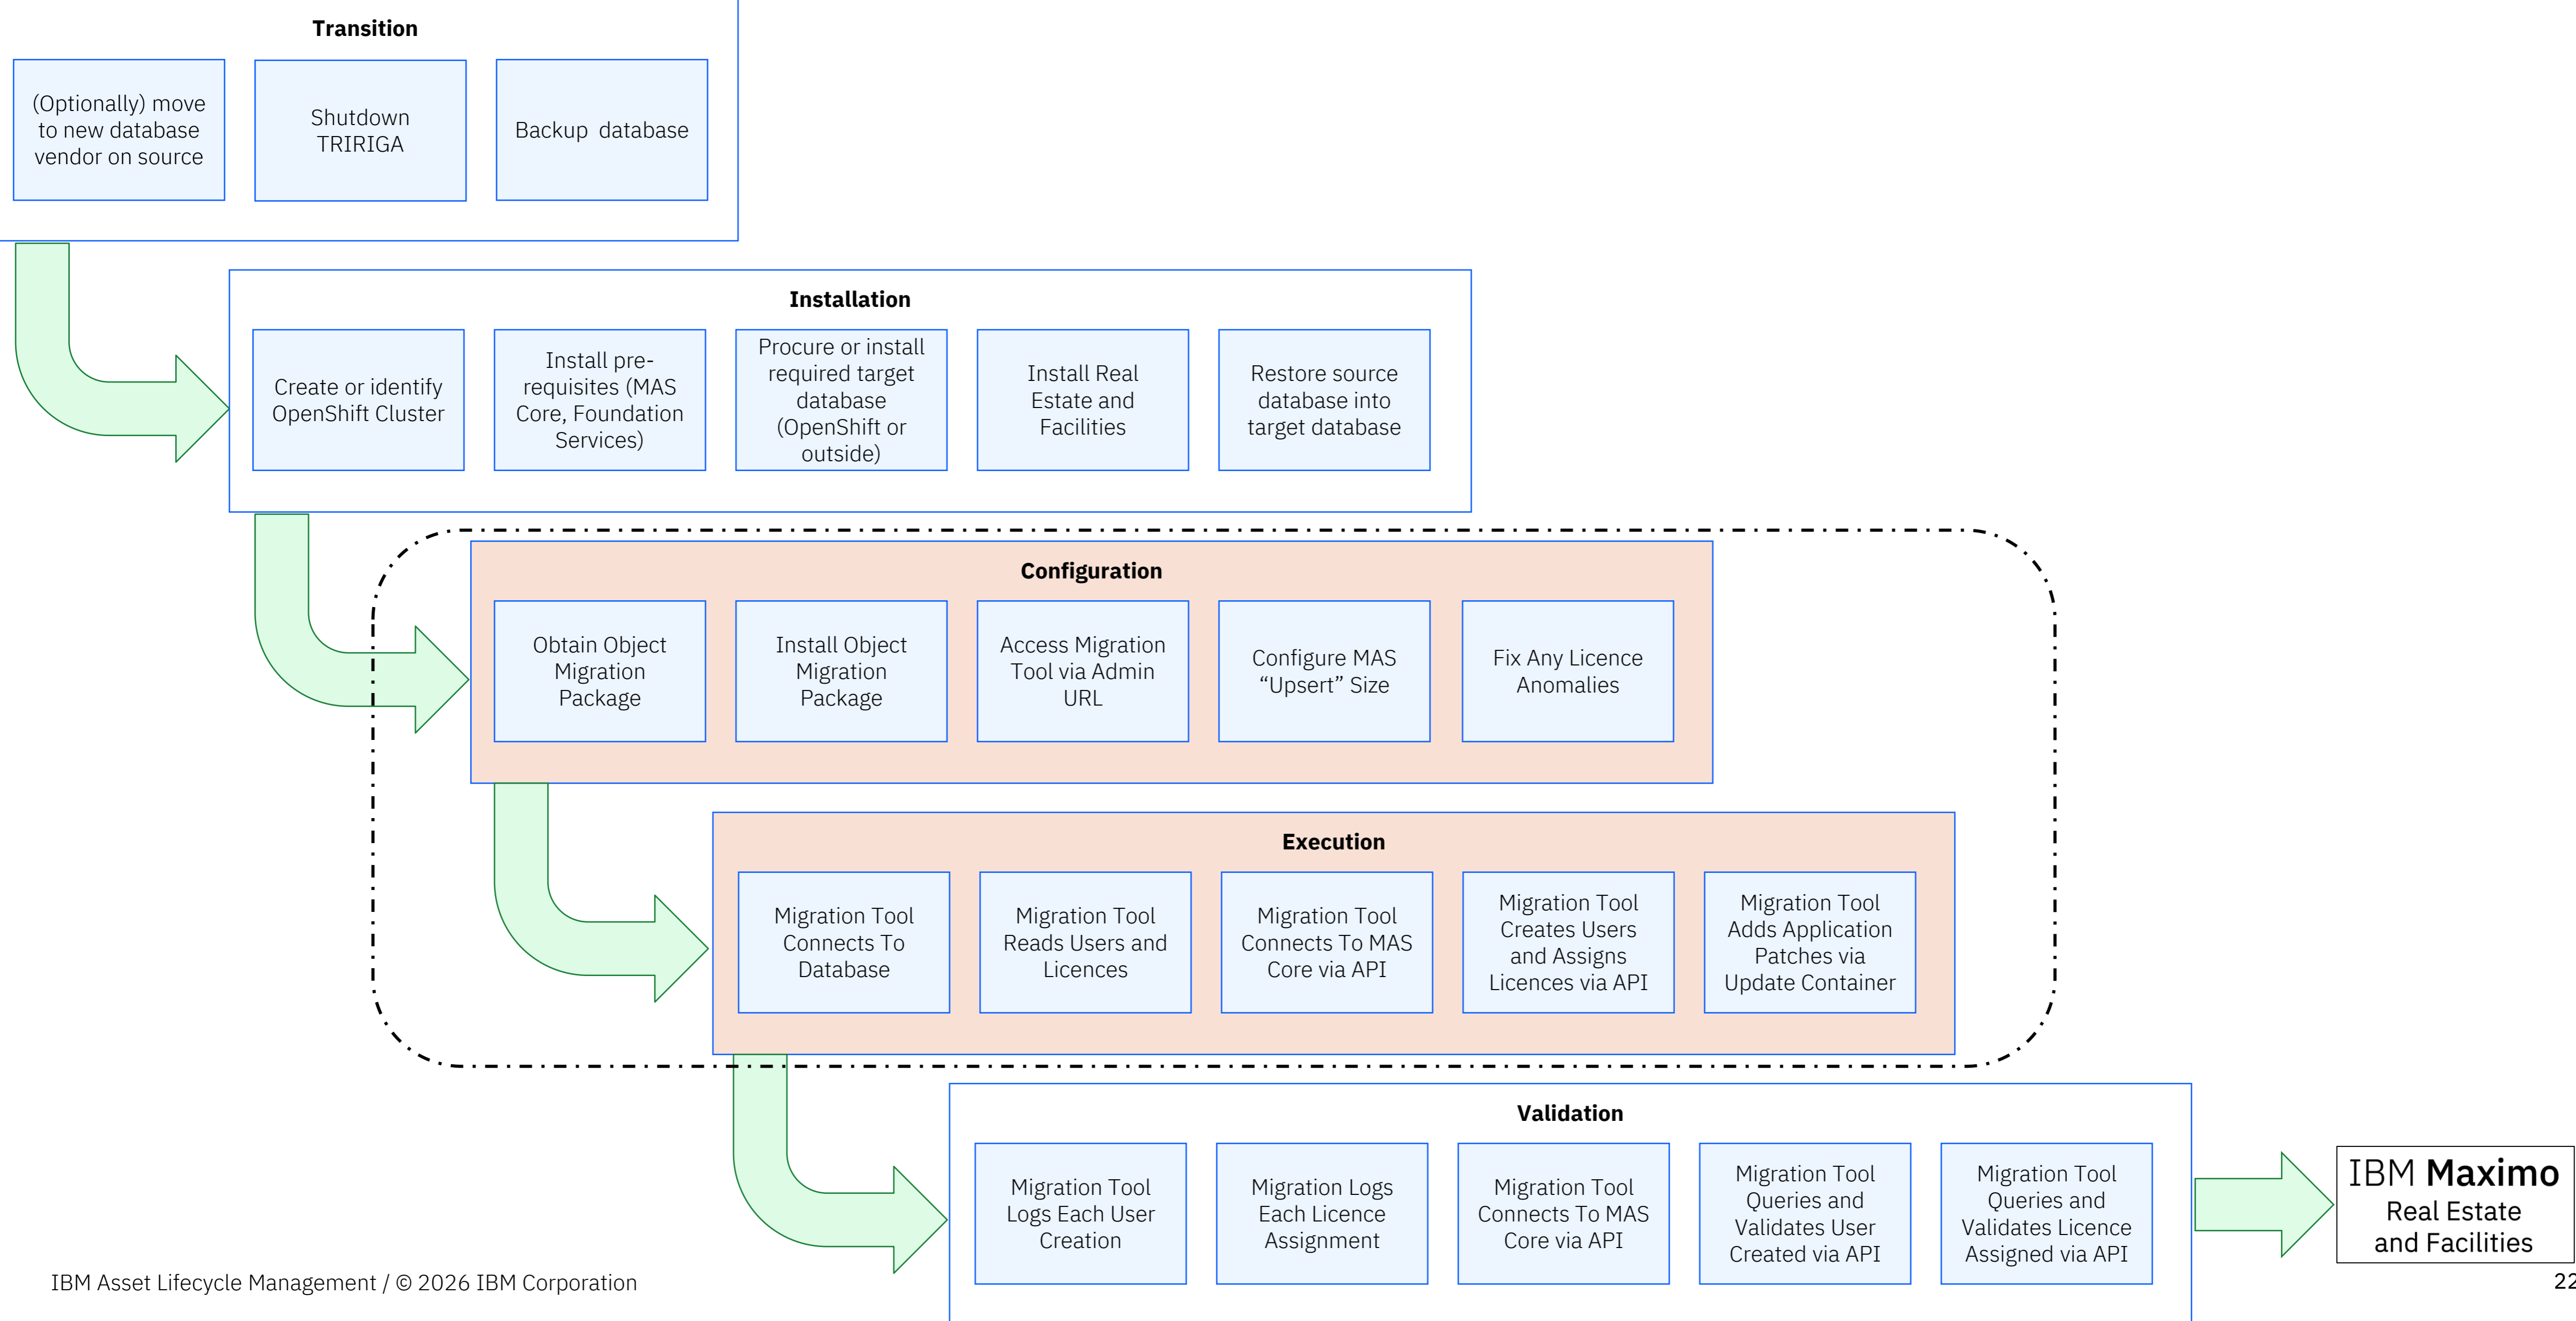 Transition
(Optionally) move
to new database
vendor on source
Shutdown
TRIRIGA
Backup  database
Installation
Create or identify
OpenShift Cluster
Install pre-
requisites (MAS
Core, Foundation
Services)
Procure or install
required target
database
(OpenShift or
outside)
Install Real
Estate and
Facilities
Restore source
database into
target database
Configuration
Obtain Object
Migration
Package
Install Object
Migration
Package
Access Migration
Tool via Admin
URL
Configure MAS
“Upsert” Size
Fix Any Licence
Anomalies
Execution
Migration Tool
Connects To
Database
Migration Tool
Reads Users and
Licences
Migration Tool
Connects To MAS
Core via API
Migration Tool
Creates Users
and Assigns
Licences via API
Migration Tool
Adds Application
Patches via
Update Container
Validation
Migration Tool
Logs Each User
Creation
Migration Logs
Each Licence
Assignment
Migration Tool
Connects To MAS
Core via API
Migration Tool
Queries and
Validates User
Created via API
Migration Tool
Queries and
Validates Licence
Assigned via API
IBM Maximo
Real Estate
and Facilities
IBM Asset Lifecycle Management / © 2026 IBM Corporation
22